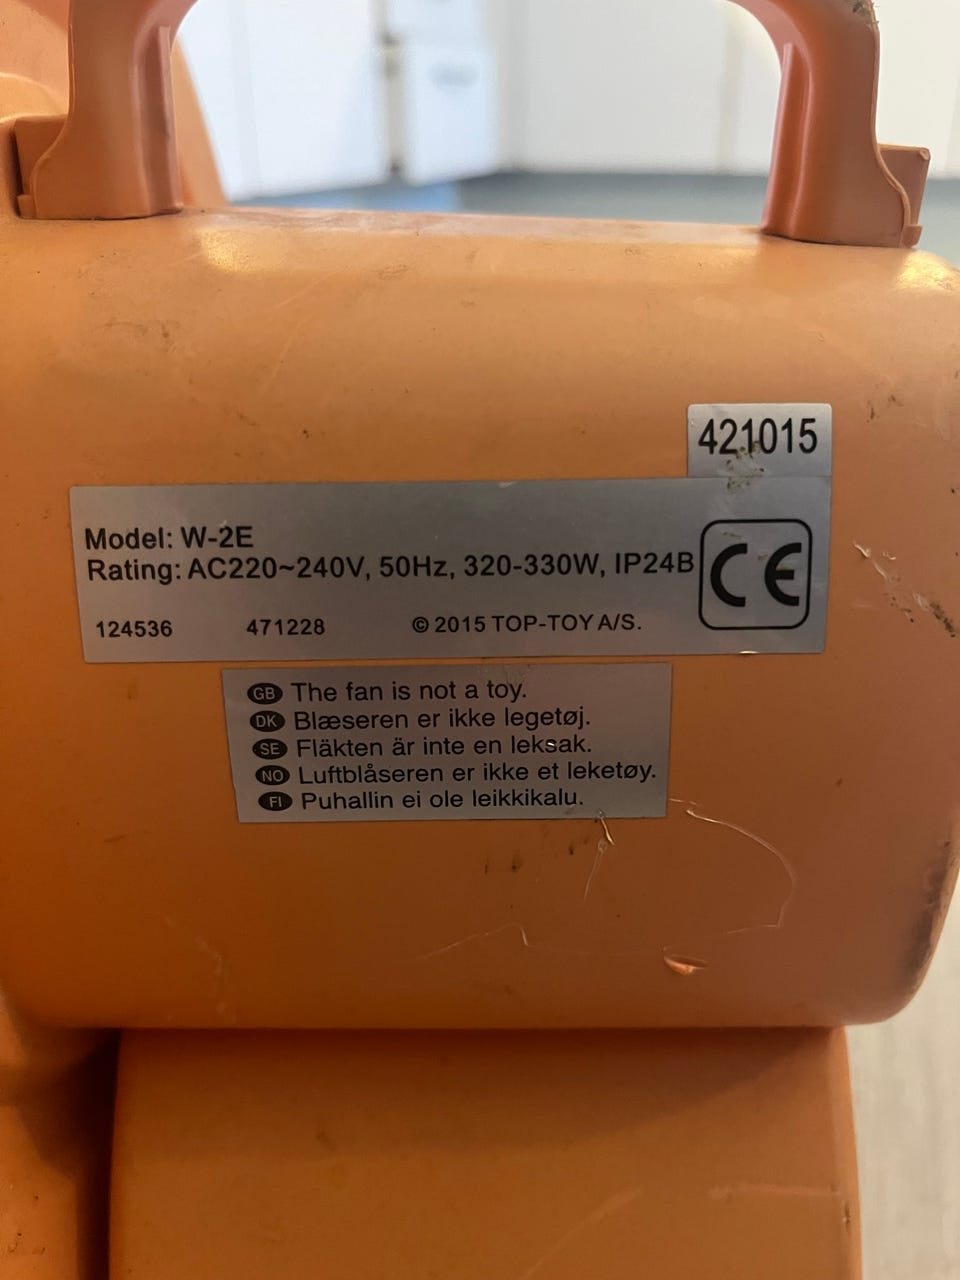 421015
Model: W-2E
Rating: AC220~240V, 50Hz, 320-330W, IP24B
CE
124536 471228 © 2015 TOP-TOY A/S.
GB The fan is not a toy.
DK Blæseren er ikke legetøj.
SE Fläkten är inte en leksak.
NO Luftblåseren er ikke et leketøy.
FI Puhallin ei ole leikkikalu.